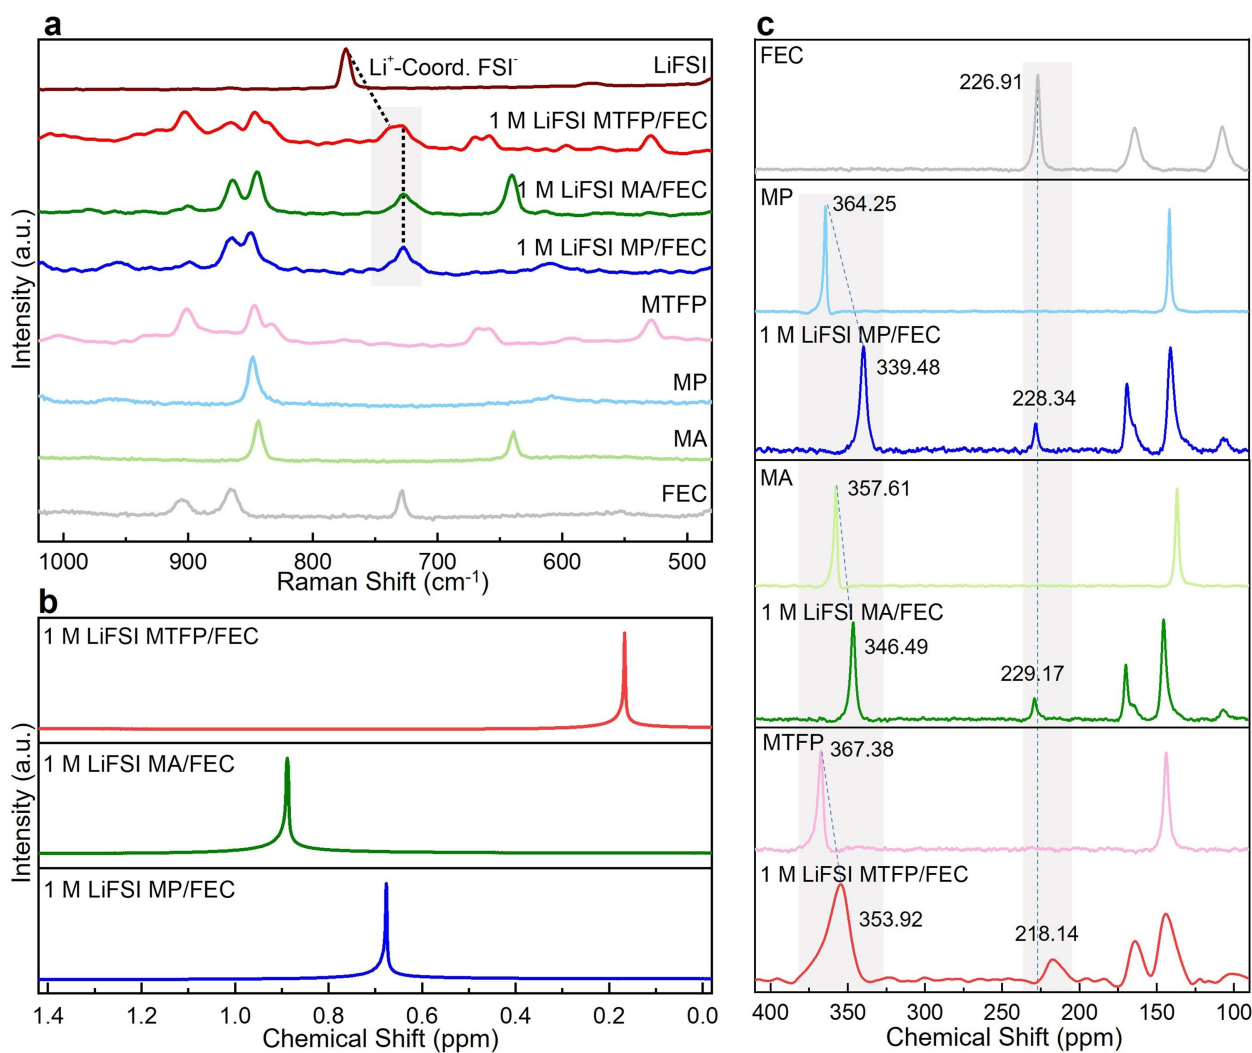 a
LiFSI
Li⁺-Coord. FSI⁻
1 M LiFSI MTFP/FEC
1 M LiFSI MA/FEC
1 M LiFSI MP/FEC
MTFP
MP
MA
FEC
Intensity (a.u.)
1000 900 800 700 600 500
Raman Shift (cm⁻¹)
b
1 M LiFSI MTFP/FEC
1 M LiFSI MA/FEC
1 M LiFSI MP/FEC
Intensity (a.u.)
1.4 1.2 1.0 0.8 0.6 0.4 0.2 0.0
Chemical Shift (ppm)
c
FEC
226.91
MP
364.25
1 M LiFSI MP/FEC
339.48
228.34
MA
357.61
1 M LiFSI MA/FEC
346.49
229.17
MTFP
367.38
1 M LiFSI MTFP/FEC
353.92
218.14
400 350 300 250 200 150 100
Chemical Shift (ppm)